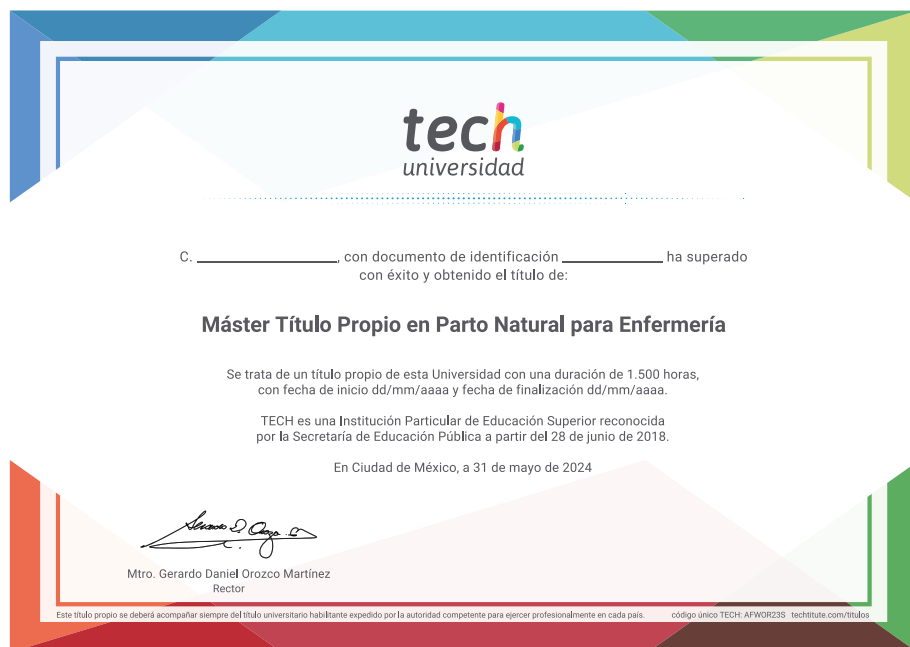 tech
universidad
C. ____________________, con documento de identificación ______________ ha superado
con éxito y obtenido el título de:
Máster Título Propio en Parto Natural para Enfermería
Se trata de un título propio de esta Universidad con una duración de 1.500 horas,
con fecha de inicio dd/mm/aaaa y fecha de finalización dd/mm/aaaa.
TECH es una Institución Particular de Educación Superior reconocida
por la Secretaría de Educación Pública a partir del 28 de junio de 2018.
En Ciudad de México, a 31 de mayo de 2024
Mtro. Gerardo Daniel Orozco Martínez
Rector
Este título propio se deberá acompañar siempre del título universitario habilitante expedido por la autoridad competente para ejercer profesionalmente en cada país. código único TECH: AFWOR23S techtitute.com/titulos